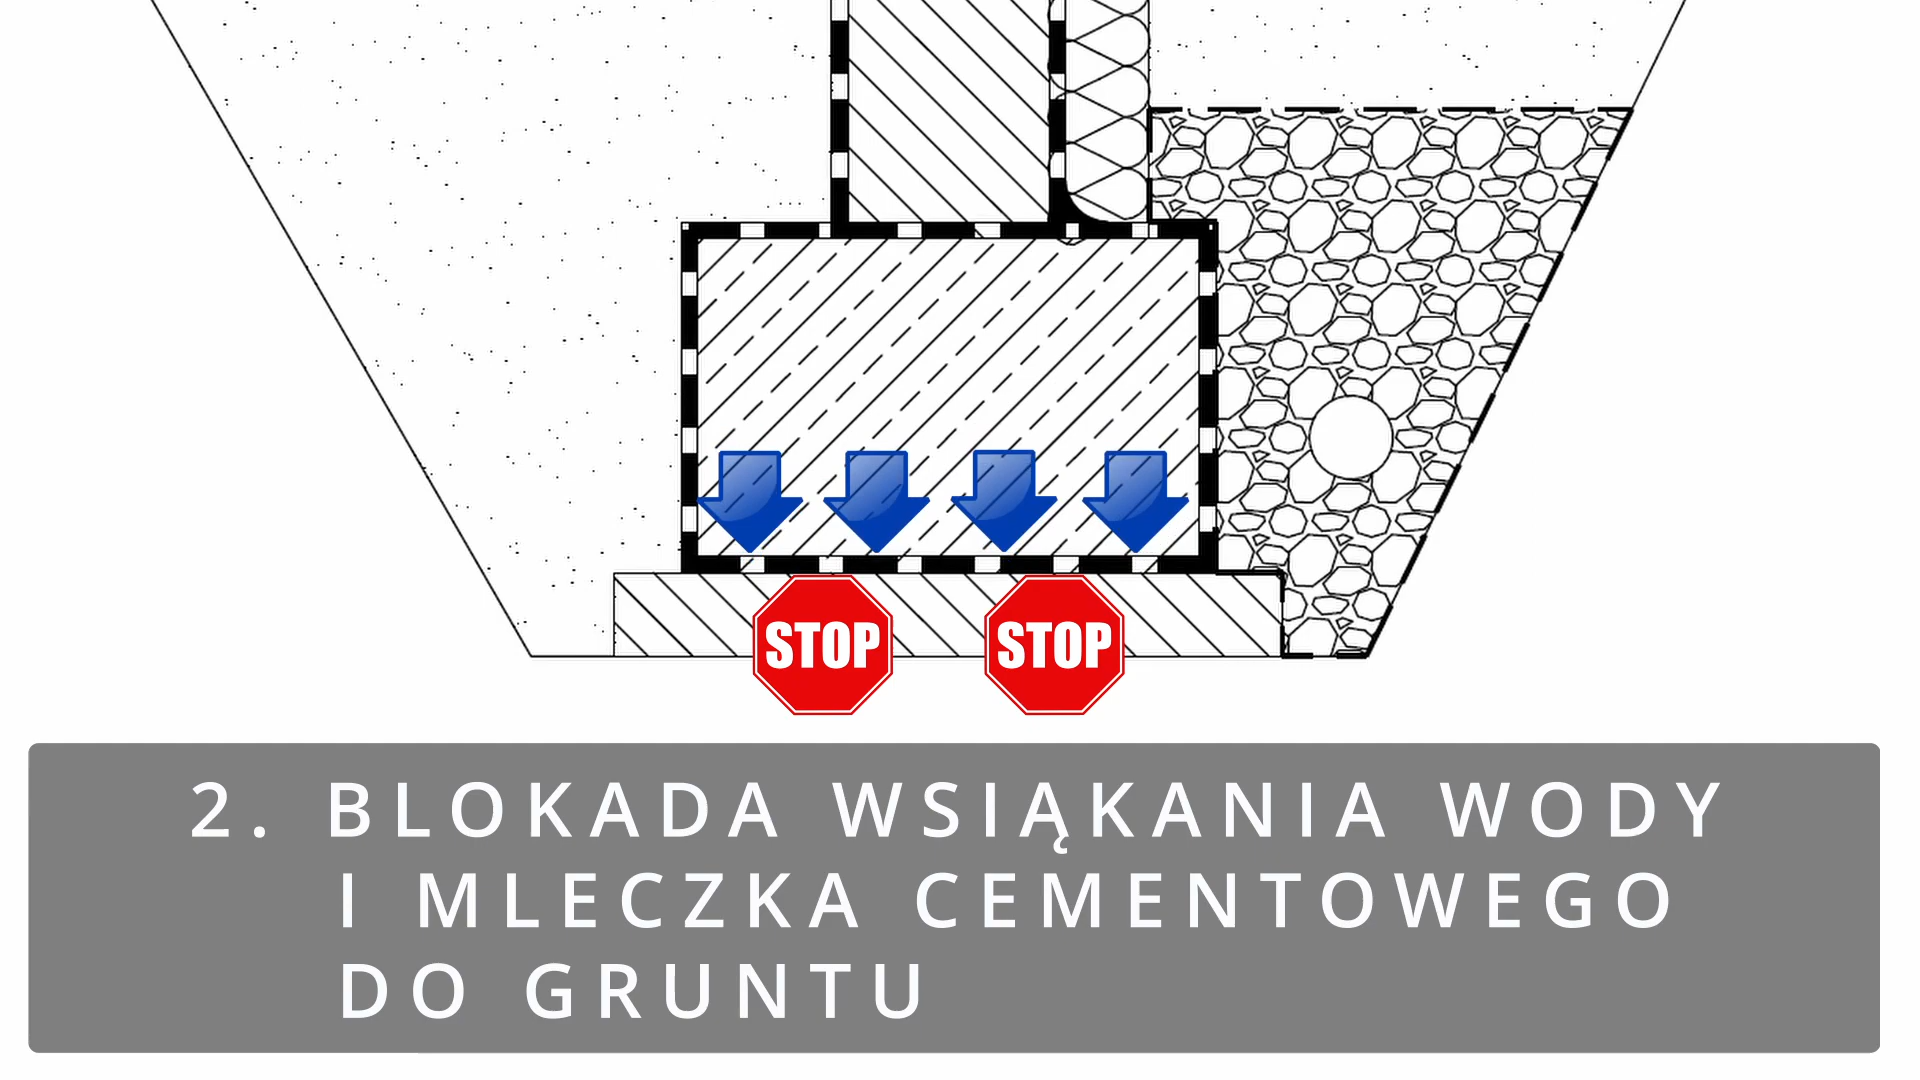 STOP STOP
2. BLOKADA WSIĄKANIA WODY
I MLECZKA CEMENTOWEGO
DO GRUNTU